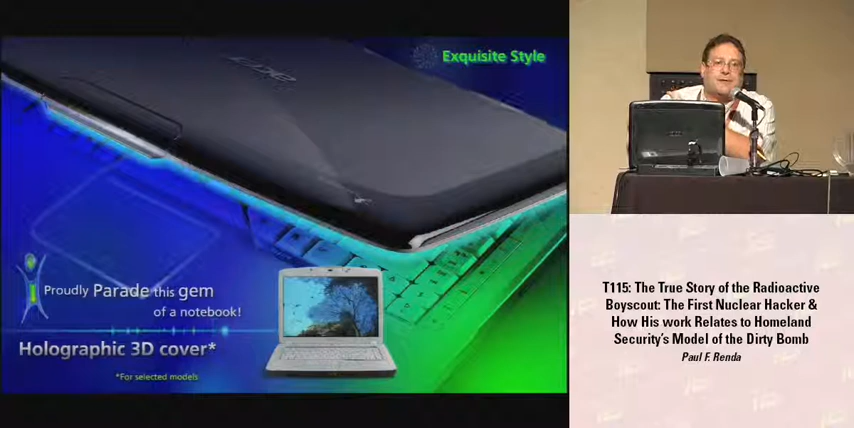 Exquisite Style
acer
Proudly Parade this gem
of a notebook!
Holographic 3D cover*
*For selected models
T115: The True Story of the Radioactive
Boyscout: The First Nuclear Hacker &
How His work Relates to Homeland
Security's Model of the Dirty Bomb
Paul F. Renda